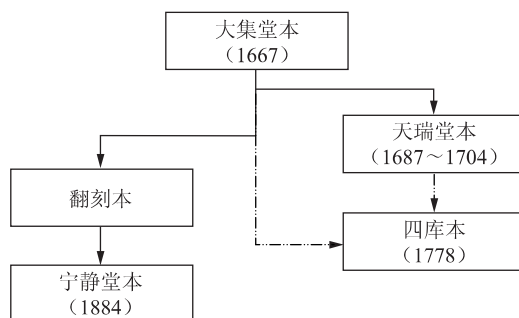 大集堂本
（1667）
天瑞堂本
(1687～1704)
翻刻本
四库本
(1778)
宁静堂本
(1884)